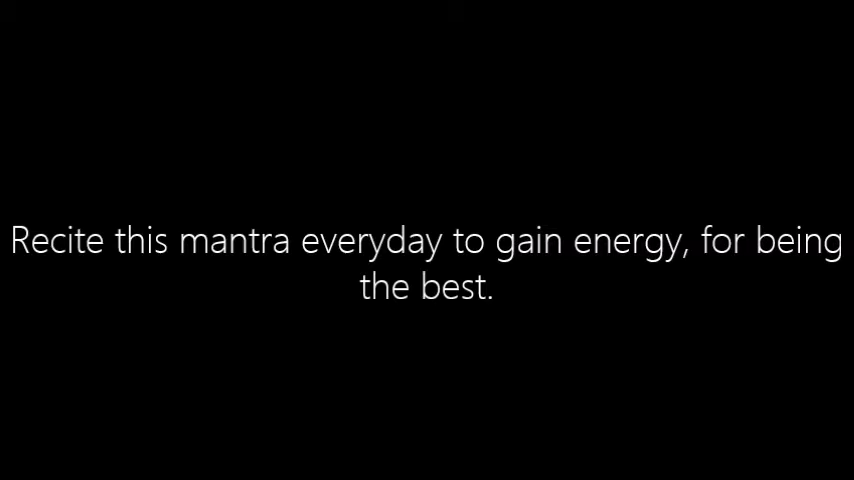 Recite this mantra everyday to gain energy, for being
the best.